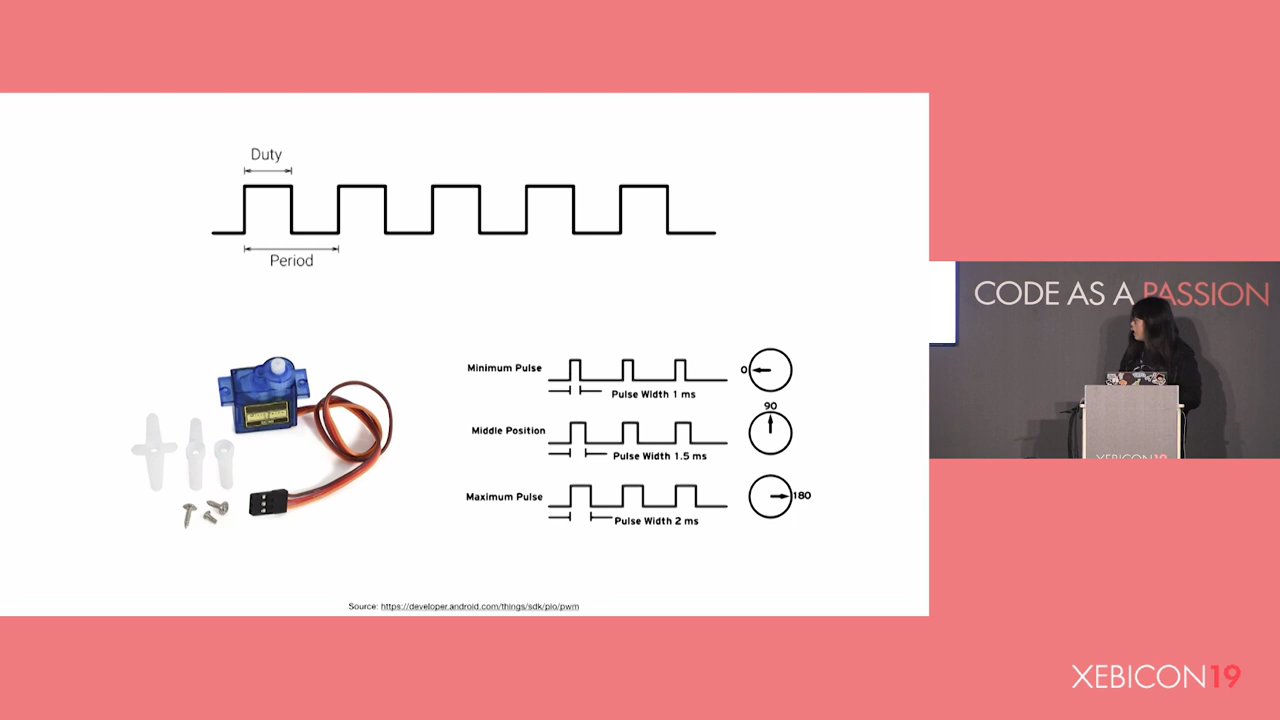 Duty
Period
Minimum Pulse
Pulse Width 1 ms
0
Middle Position
Pulse Width 1.5 ms
90
Maximum Pulse
Pulse Width 2 ms
180
Source: https://developer.android.com/things/sdk/pio/pwm
CODE AS A PASSION
XEBICON19
XEBICON19